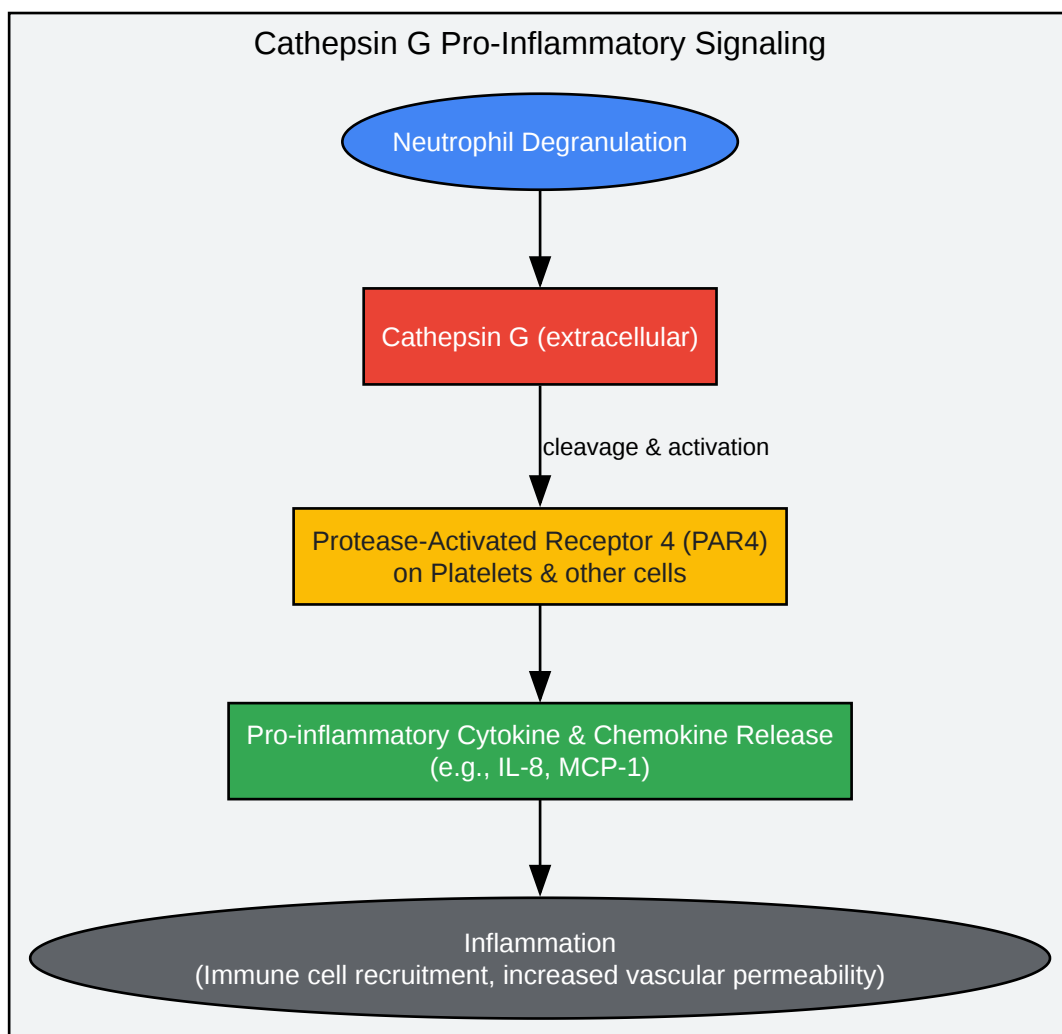 Cathepsin G Pro-Inflammatory Signaling
Neutrophil Degranulation
Cathepsin G (extracellular)
cleavage & activation
Protease-Activated Receptor 4 (PAR4)
on Platelets & other cells
Pro-inflammatory Cytokine & Chemokine Release
(e.g., IL-8, MCP-1)
Inflammation
(Immune cell recruitment, increased vascular permeability)